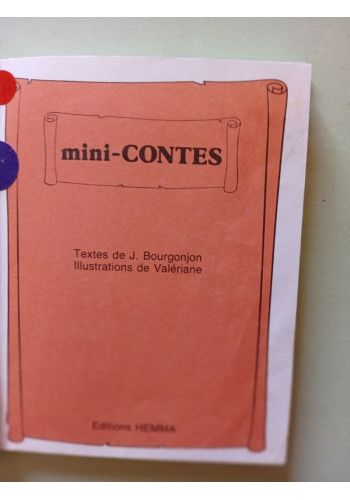 mini-CONTES
Textes de J. Bourgonjon
Illustrations de Valériane
Editions HEMMA